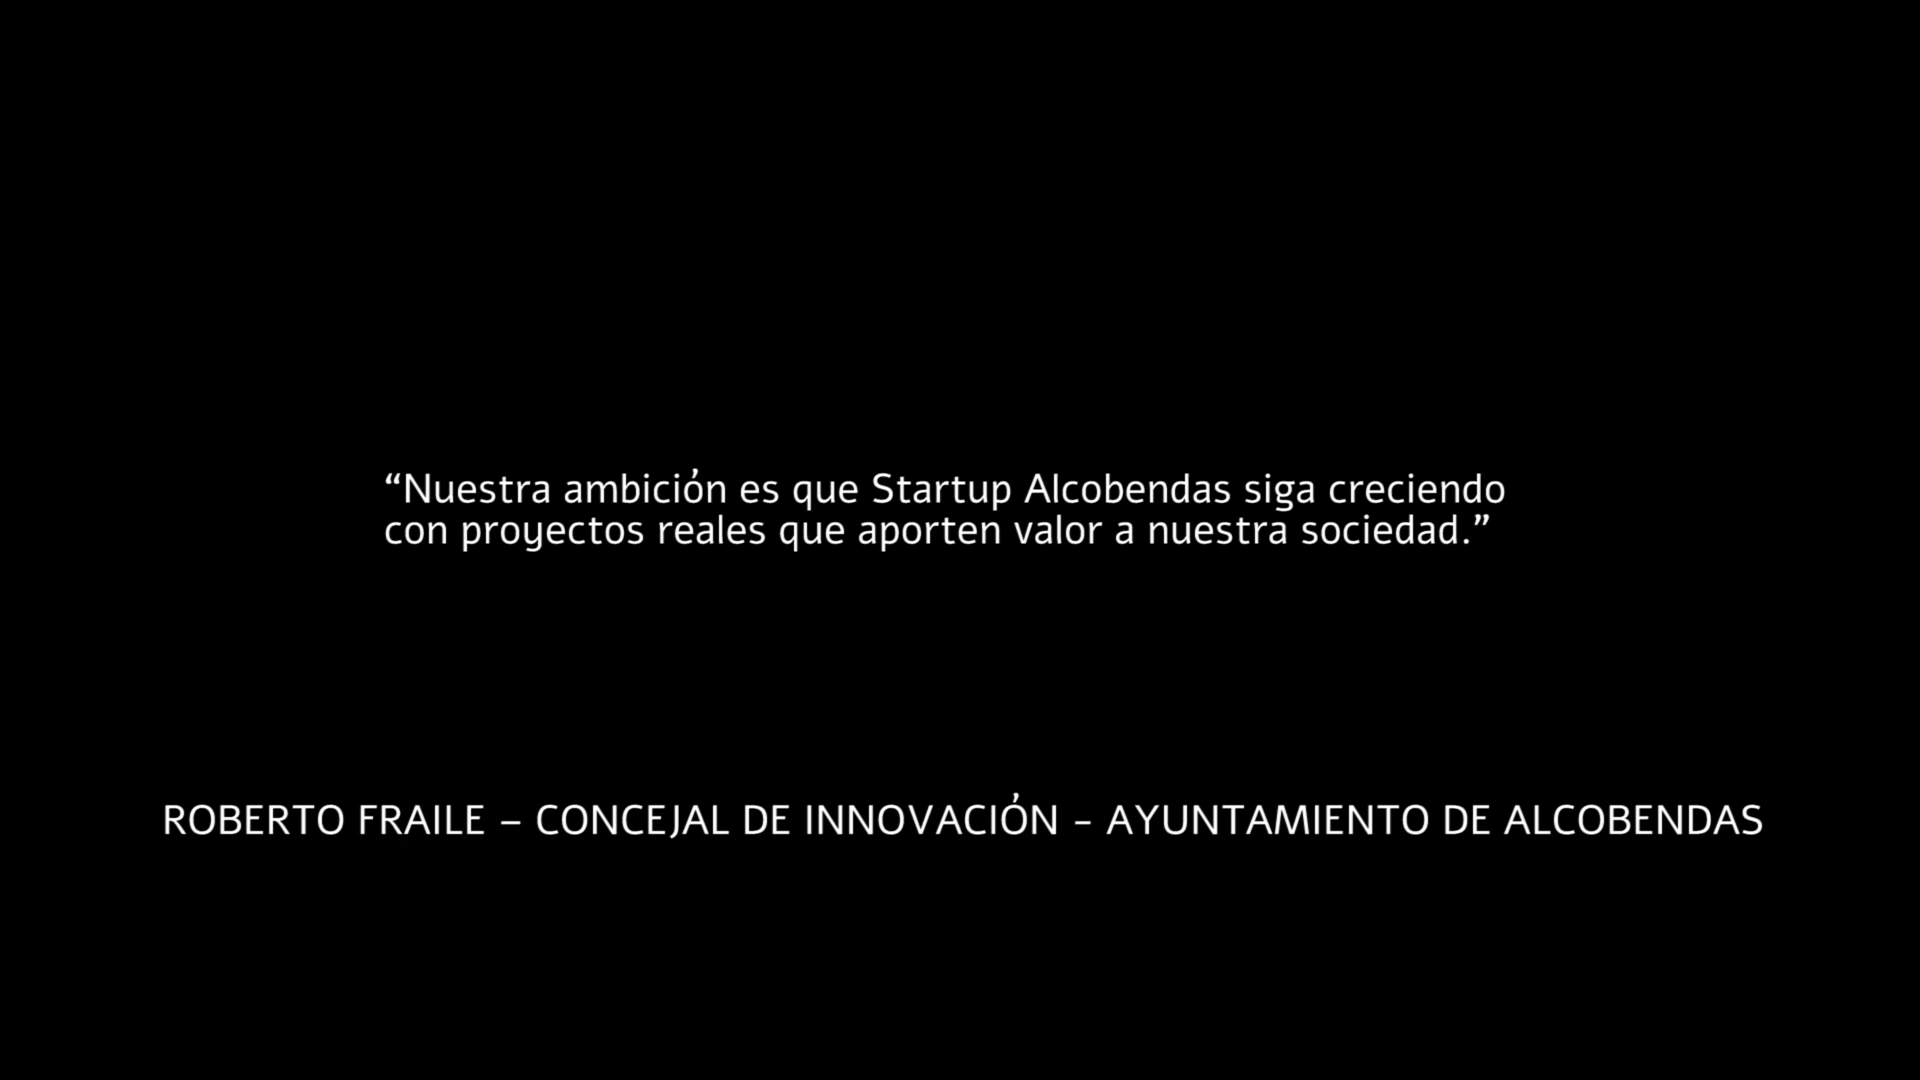 “Nuestra ambición es que Startup Alcobendas siga creciendo
con proyectos reales que aporten valor a nuestra sociedad.”
ROBERTO FRAILE – CONCEJAL DE INNOVACIÓN - AYUNTAMIENTO DE ALCOBENDAS